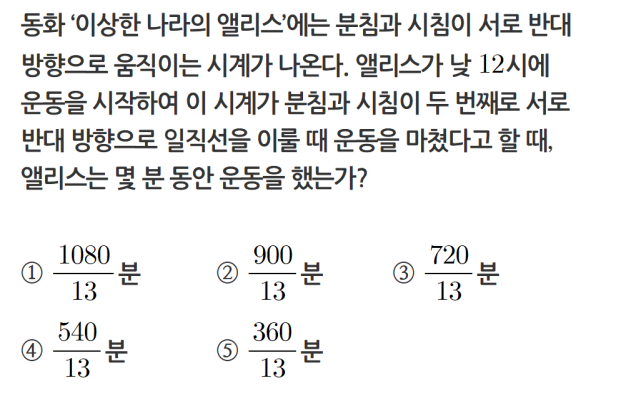 동화 ‘이상한 나라의 앨리스’에는 분침과 시침이 서로 반대
방향으로 움직이는 시계가 나온다. 앨리스가 낮 12시에
운동을 시작하여 이 시계가 분침과 시침이 두 번째로 서로
반대 방향으로 일직선을 이룰 때 운동을 마쳤다고 할 때,
앨리스는 몇 분 동안 운동을 했는가?
① 1080/13 분 ② 900/13 분 ③ 720/13 분
④ 540/13 분 ⑤ 360/13 분